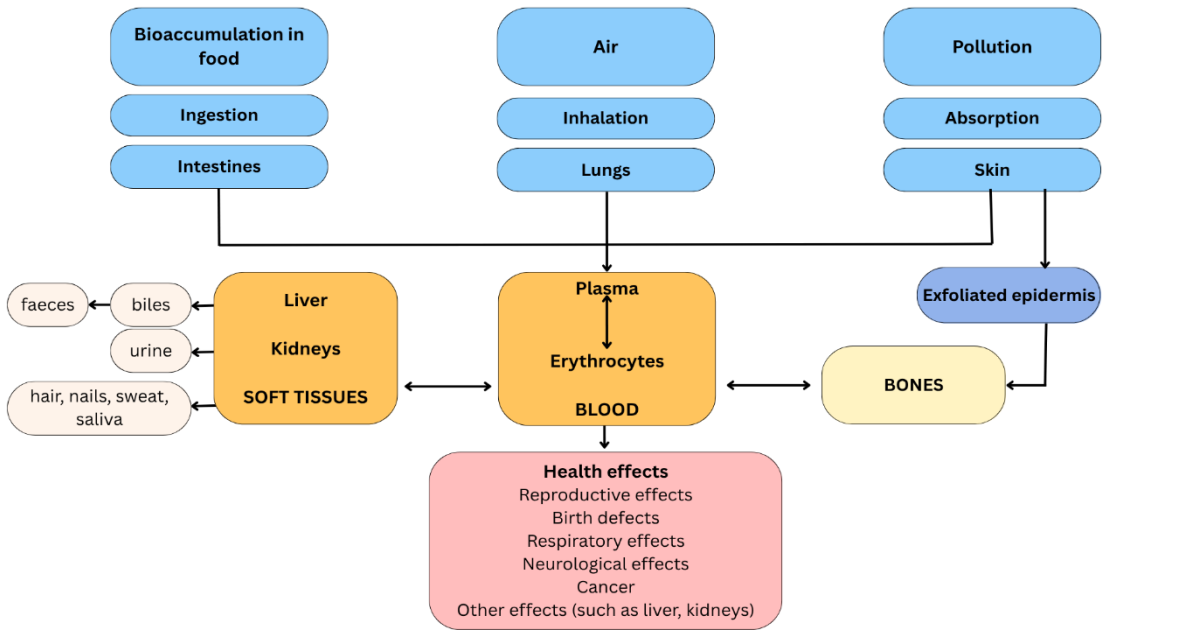 Bioaccumulation in
food
Air
Pollution
Ingestion
Inhalation
Absorption
Intestines
Lungs
Skin
faeces
biles
urine
hair, nails, sweat,
saliva
Liver
Kidneys
SOFT TISSUES
Plasma
Erythrocytes
BLOOD
Exfoliated epidermis
BONES
Health effects
Reproductive effects
Birth defects
Respiratory effects
Neurological effects
Cancer
Other effects (such as liver, kidneys)